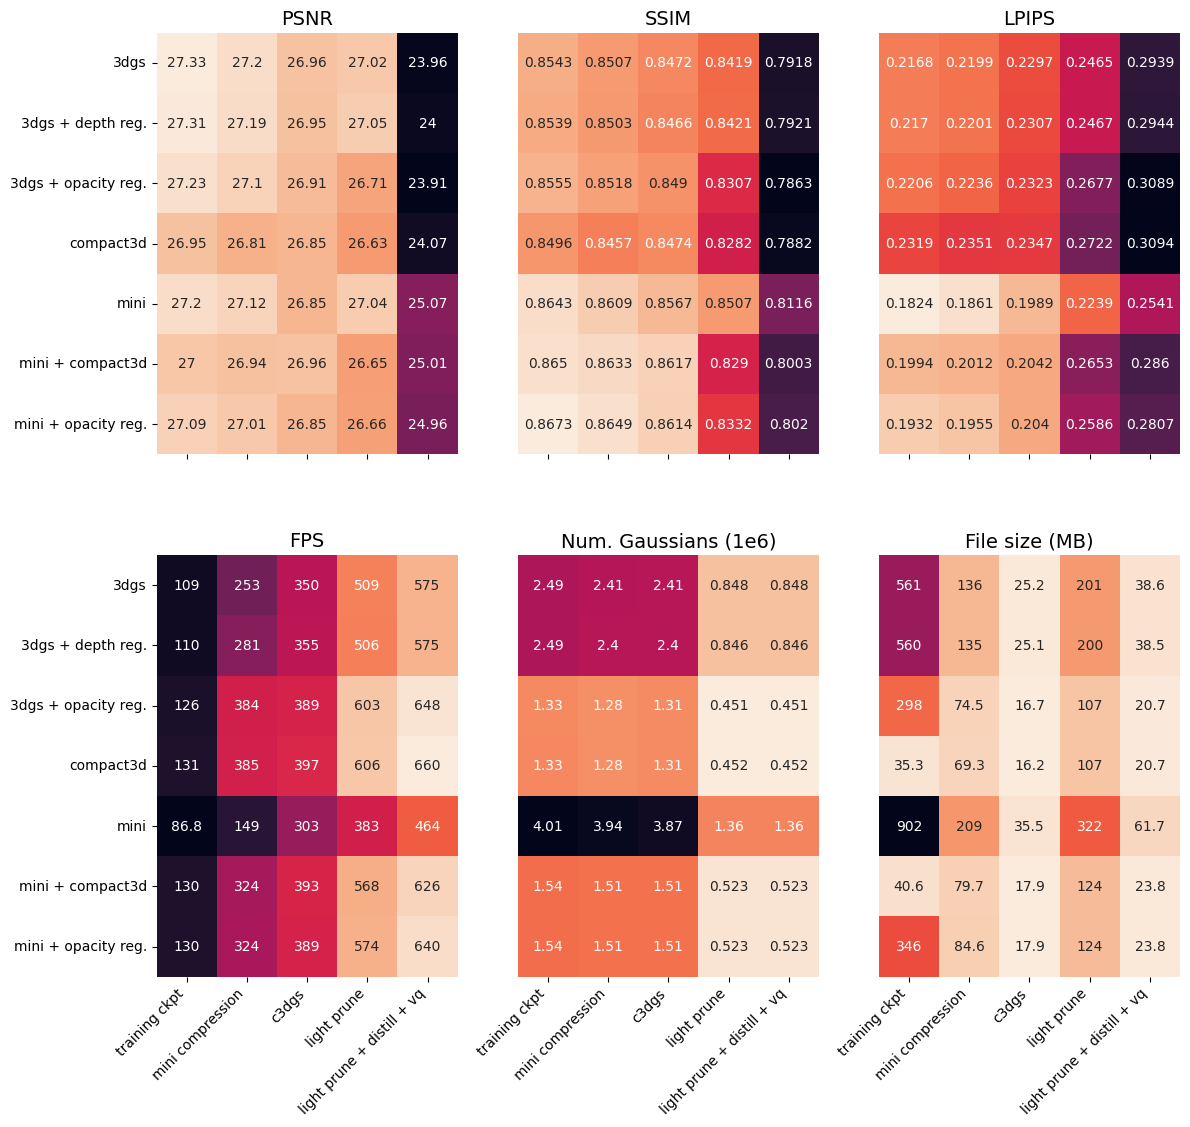 PSNR SSIM LPIPS
3dgs 27.33 27.2 26.96 27.02 23.96 0.8543 0.8507 0.8472 0.8419 0.7918 0.2168 0.2199 0.2297 0.2465 0.2939
3dgs + depth reg. 27.31 27.19 26.95 27.05 24 0.8539 0.8503 0.8466 0.8421 0.7921 0.217 0.2201 0.2307 0.2467 0.2944
3dgs + opacity reg. 27.23 27.1 26.91 26.71 23.91 0.8555 0.8518 0.849 0.8307 0.7863 0.2206 0.2236 0.2323 0.2677 0.3089
compact3d 26.95 26.81 26.85 26.63 24.07 0.8496 0.8457 0.8474 0.8282 0.7882 0.2319 0.2351 0.2347 0.2722 0.3094
mini 27.2 27.12 26.85 27.04 25.07 0.8643 0.8609 0.8567 0.8507 0.8116 0.1824 0.1861 0.1989 0.2239 0.2541
mini + compact3d 27 26.94 26.96 26.65 25.01 0.865 0.8633 0.8617 0.829 0.8003 0.1994 0.2012 0.2042 0.2653 0.286
mini + opacity reg. 27.09 27.01 26.85 26.66 24.96 0.8673 0.8649 0.8614 0.8332 0.802 0.1932 0.1955 0.204 0.2586 0.2807
FPS Num. Gaussians (1e6) File size (MB)
3dgs 109 253 350 509 575 2.49 2.41 2.41 0.848 0.848 561 136 25.2 201 38.6
3dgs + depth reg. 110 281 355 506 575 2.49 2.4 2.4 0.846 0.846 560 135 25.1 200 38.5
3dgs + opacity reg. 126 384 389 603 648 1.33 1.28 1.31 0.451 0.451 298 74.5 16.7 107 20.7
compact3d 131 385 397 606 660 1.33 1.28 1.31 0.452 0.452 35.3 69.3 16.2 107 20.7
mini 86.8 149 303 383 464 4.01 3.94 3.87 1.36 1.36 902 209 35.5 322 61.7
mini + compact3d 130 324 393 568 626 1.54 1.51 1.51 0.523 0.523 40.6 79.7 17.9 124 23.8
mini + opacity reg. 130 324 389 574 640 1.54 1.51 1.51 0.523 0.523 346 84.6 17.9 124 23.8
training ckpt
mini compression
c3dgs
light prune
light prune + distill + vq
training ckpt
mini compression
c3dgs
light prune
light prune + distill + vq
training ckpt
mini compression
c3dgs
light prune
light prune + distill + vq